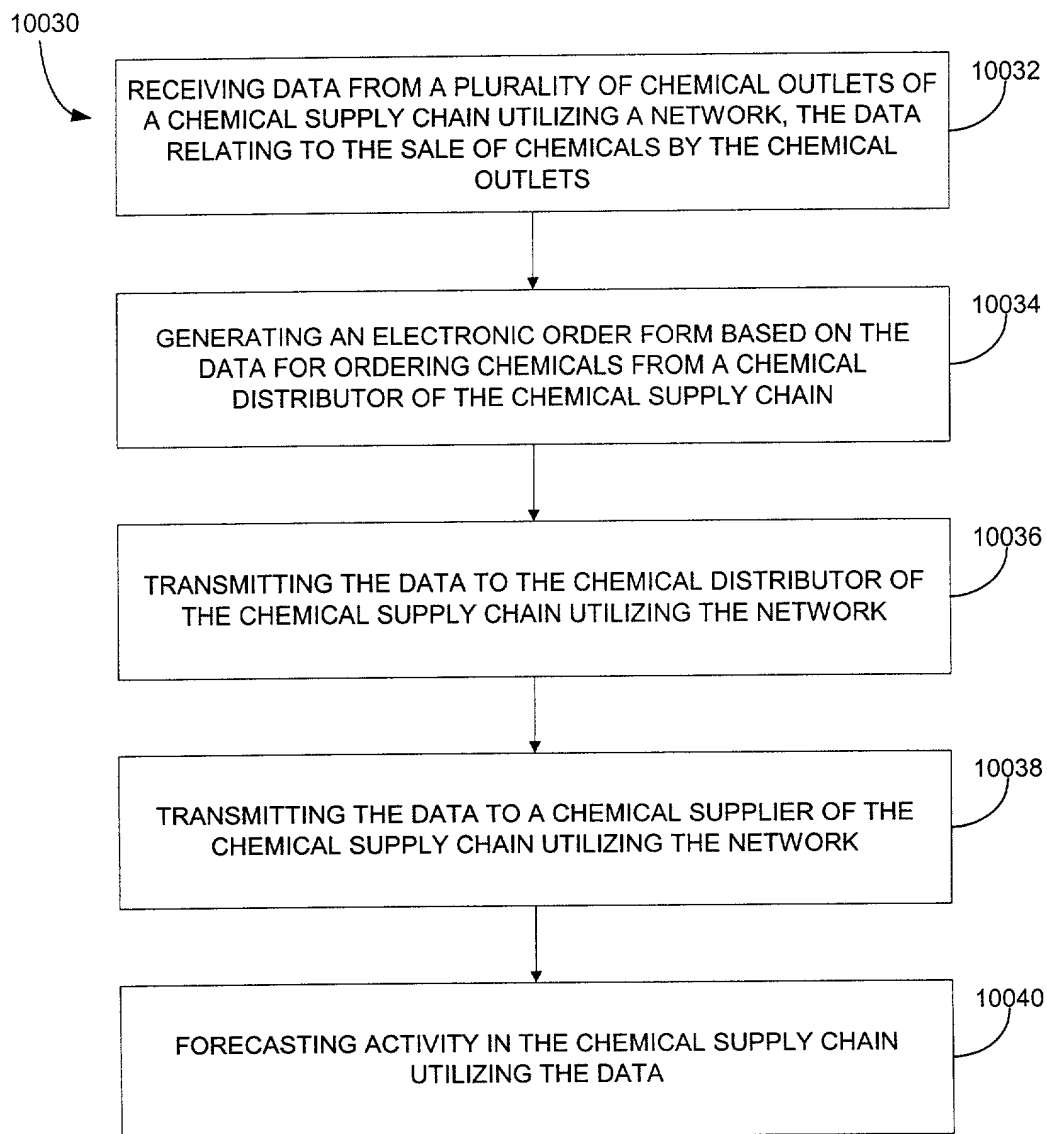 10030
RECEIVING DATA FROM A PLURALITY OF CHEMICAL OUTLETS OF
A CHEMICAL SUPPLY CHAIN UTILIZING A NETWORK, THE DATA
RELATING TO THE SALE OF CHEMICALS BY THE CHEMICAL
OUTLETS
10032
GENERATING AN ELECTRONIC ORDER FORM BASED ON THE
DATA FOR ORDERING CHEMICALS FROM A CHEMICAL
DISTRIBUTOR OF THE CHEMICAL SUPPLY CHAIN
10034
TRANSMITTING THE DATA TO THE CHEMICAL DISTRIBUTOR OF
THE CHEMICAL SUPPLY CHAIN UTILIZING THE NETWORK
10036
TRANSMITTING THE DATA TO A CHEMICAL SUPPLIER OF THE
CHEMICAL SUPPLY CHAIN UTILIZING THE NETWORK
10038
FORECASTING ACTIVITY IN THE CHEMICAL SUPPLY CHAIN
UTILIZING THE DATA
10040